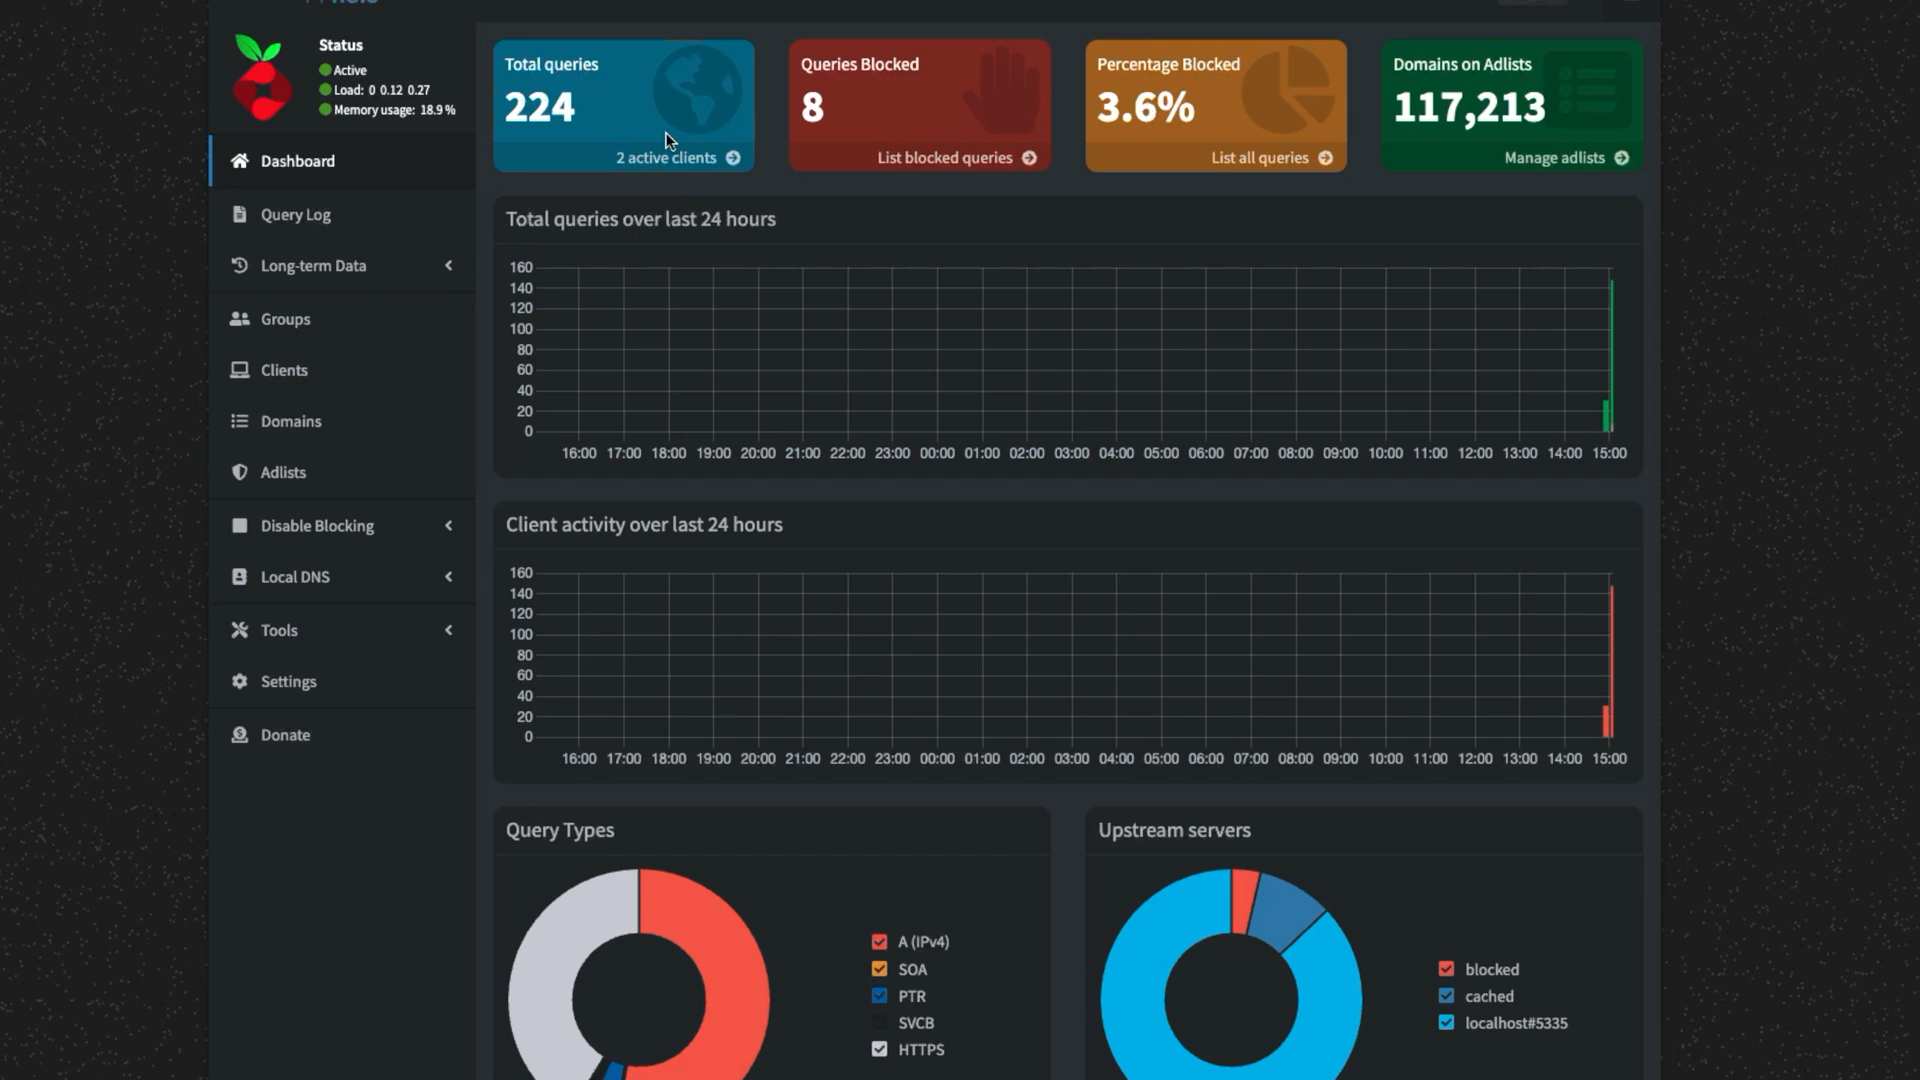 Status
Active
Load: 0 0.12 0.27
Memory usage: 18.9 %
Dashboard
Query Log
Long-term Data
Groups
Clients
Domains
Adlists
Disable Blocking
Local DNS
Tools
Settings
Donate
Total queries
224
2 active clients
Queries Blocked
8
List blocked queries
Percentage Blocked
3.6%
List all queries
Domains on Adlists
117,213
Manage adlists
Total queries over last 24 hours
160
140
120
100
80
60
40
20
0
16:00 17:00 18:00 19:00 20:00 21:00 22:00 23:00 00:00 01:00 02:00 03:00 04:00 05:00 06:00 07:00 08:00 09:00 10:00 11:00 12:00 13:00 14:00 15:00
Client activity over last 24 hours
160
140
120
100
80
60
40
20
0
16:00 17:00 18:00 19:00 20:00 21:00 22:00 23:00 00:00 01:00 02:00 03:00 04:00 05:00 06:00 07:00 08:00 09:00 10:00 11:00 12:00 13:00 14:00 15:00
Query Types
A (IPv4)
SOA
PTR
SVCB
HTTPS
Upstream servers
blocked
cached
localhost#5335